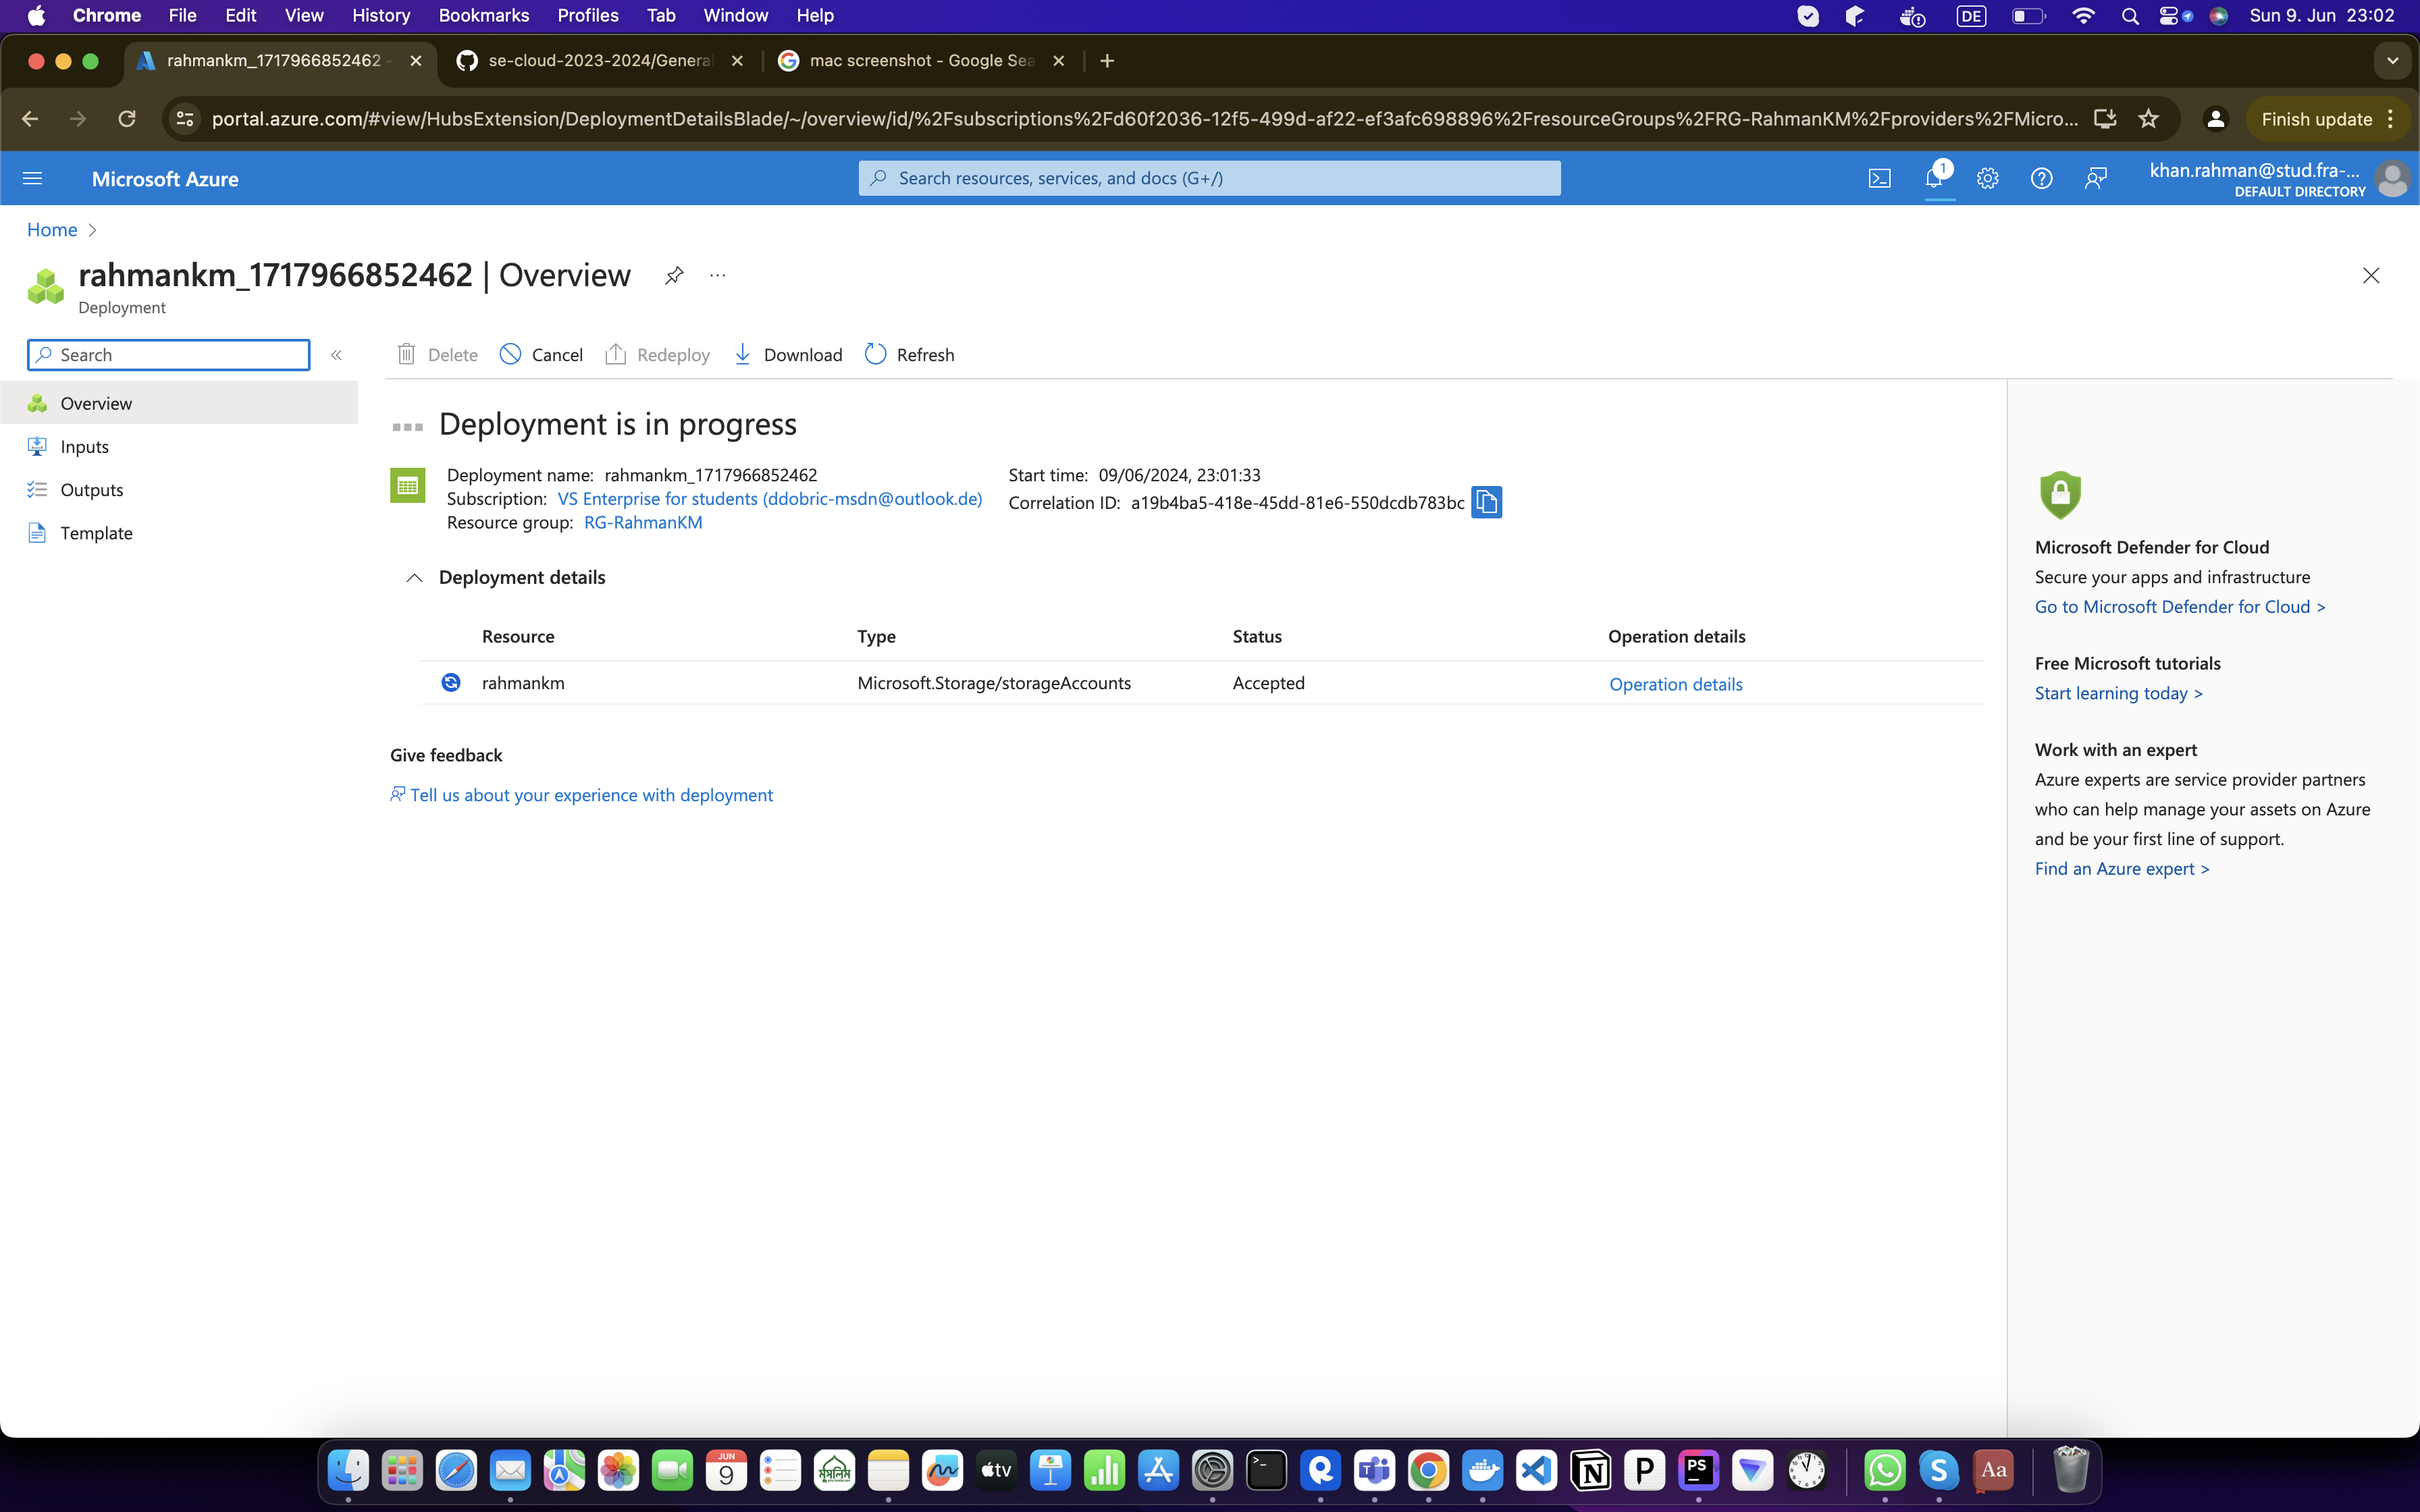 Chrome File Edit View History Bookmarks Profiles Tab Window Help DE Sun 9. Jun 23:02
rahmankm_1717966852462 - se-cloud-2023-2024/General mac screenshot - Google Sea
portal.azure.com/#view/HubsExtension/DeploymentDetailsBlade/~/overview/id/%2Fsubscriptions%2Fd60f2036-12f5-499d-af22-ef3afc698896%2FresourceGroups%2FRG-RahmanKM%2Fproviders%2FMicro... Finish update
Microsoft Azure Search resources, services, and docs (G+/) 1 khan.rahman@stud.fra-...
DEFAULT DIRECTORY
Home
rahmankm_1717966852462 | Overview
Deployment
Search
Overview
Inputs
Outputs
Template
Delete Cancel Redeploy Download Refresh
Deployment is in progress
Deployment name: rahmankm_1717966852462
Subscription: VS Enterprise for students (ddobric-msdn@outlook.de)
Resource group: RG-RahmanKM
Start time: 09/06/2024, 23:01:33
Correlation ID: a19b4ba5-418e-45dd-81e6-550dcdb783bc
Deployment details
Resource Type Status Operation details
rahmankm Microsoft.Storage/storageAccounts Accepted Operation details
Give feedback
Tell us about your experience with deployment
Microsoft Defender for Cloud
Secure your apps and infrastructure
Go to Microsoft Defender for Cloud >
Free Microsoft tutorials
Start learning today >
Work with an expert
Azure experts are service provider partners
who can help manage your assets on Azure
and be your first line of support.
Find an Azure expert >
JUN
9
মুসলিম
tv
N
P
PS
S
Aa